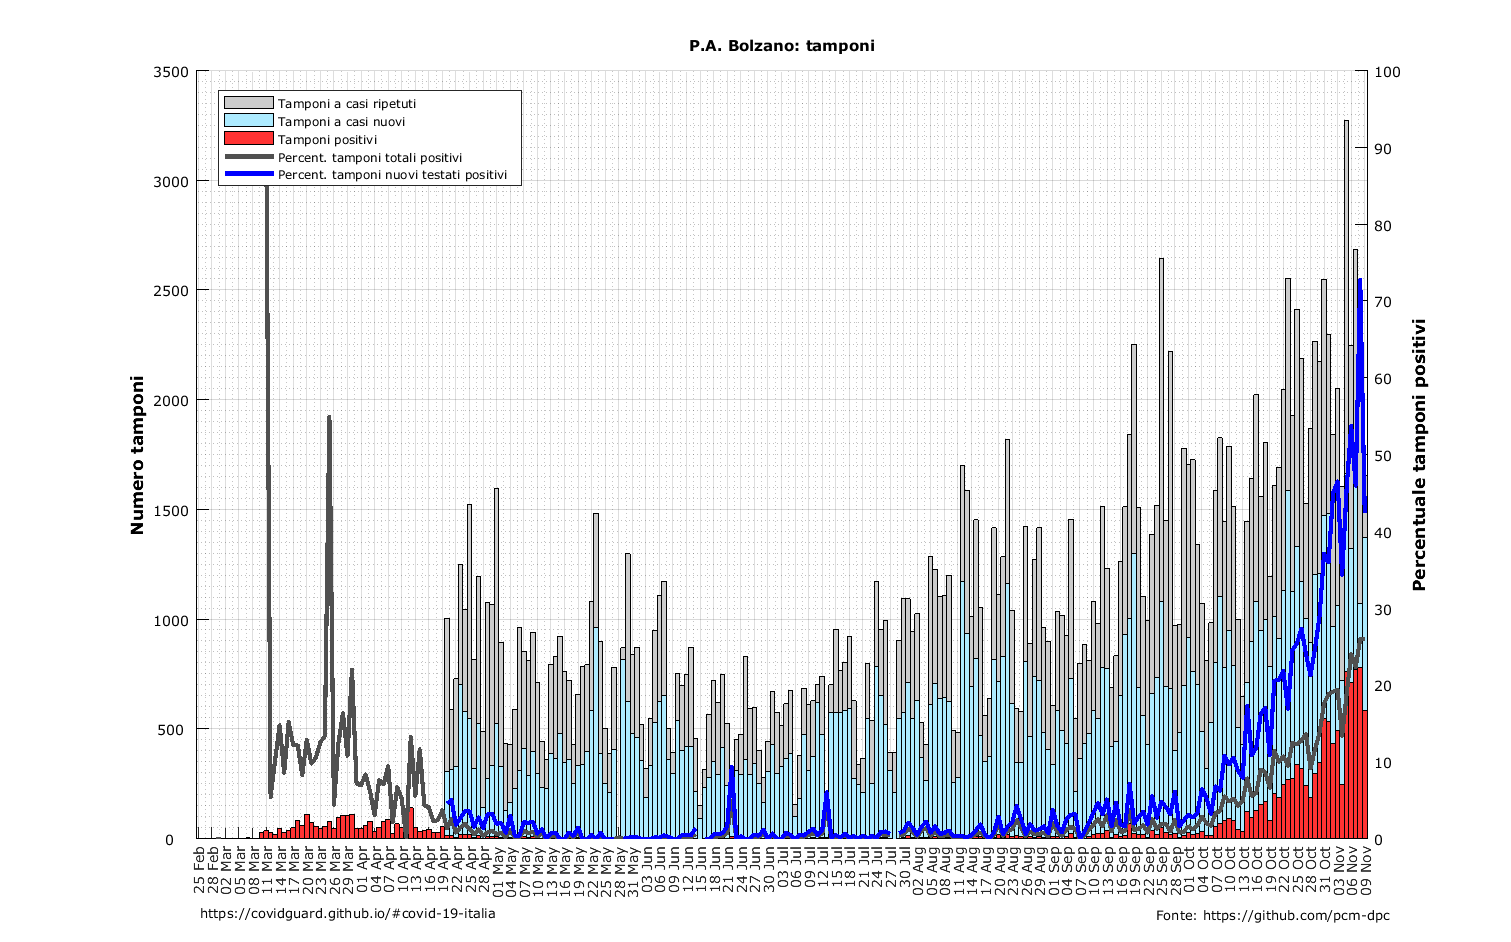 P.A. Bolzano: tamponi
Tamponi a casi ripetuti
Tamponi a casi nuovi
Tamponi positivi
Percent. tamponi totali positivi
Percent. tamponi nuovi testati positivi
Numero tamponi
3500
3000
2500
2000
1500
1000
500
0
Percentuale tamponi positivi
100
90
80
70
60
50
40
30
20
10
0
25 Feb
28 Feb
02 Mar
05 Mar
08 Mar
11 Mar
14 Mar
17 Mar
20 Mar
23 Mar
26 Mar
29 Mar
01 Apr
04 Apr
07 Apr
10 Apr
13 Apr
16 Apr
19 Apr
22 Apr
25 Apr
28 Apr
01 May
04 May
07 May
10 May
13 May
16 May
19 May
22 May
25 May
28 May
31 May
03 Jun
06 Jun
09 Jun
12 Jun
15 Jun
18 Jun
21 Jun
24 Jun
27 Jun
30 Jun
03 Jul
06 Jul
09 Jul
12 Jul
15 Jul
18 Jul
21 Jul
24 Jul
27 Jul
30 Jul
02 Aug
05 Aug
08 Aug
11 Aug
14 Aug
17 Aug
20 Aug
23 Aug
26 Aug
29 Aug
01 Sep
04 Sep
07 Sep
10 Sep
13 Sep
16 Sep
19 Sep
22 Sep
25 Sep
28 Sep
01 Oct
04 Oct
07 Oct
10 Oct
13 Oct
16 Oct
19 Oct
22 Oct
25 Oct
28 Oct
31 Oct
03 Nov
06 Nov
09 Nov
https://covidguard.github.io/#covid-19-italia
Fonte: https://github.com/pcm-dpc